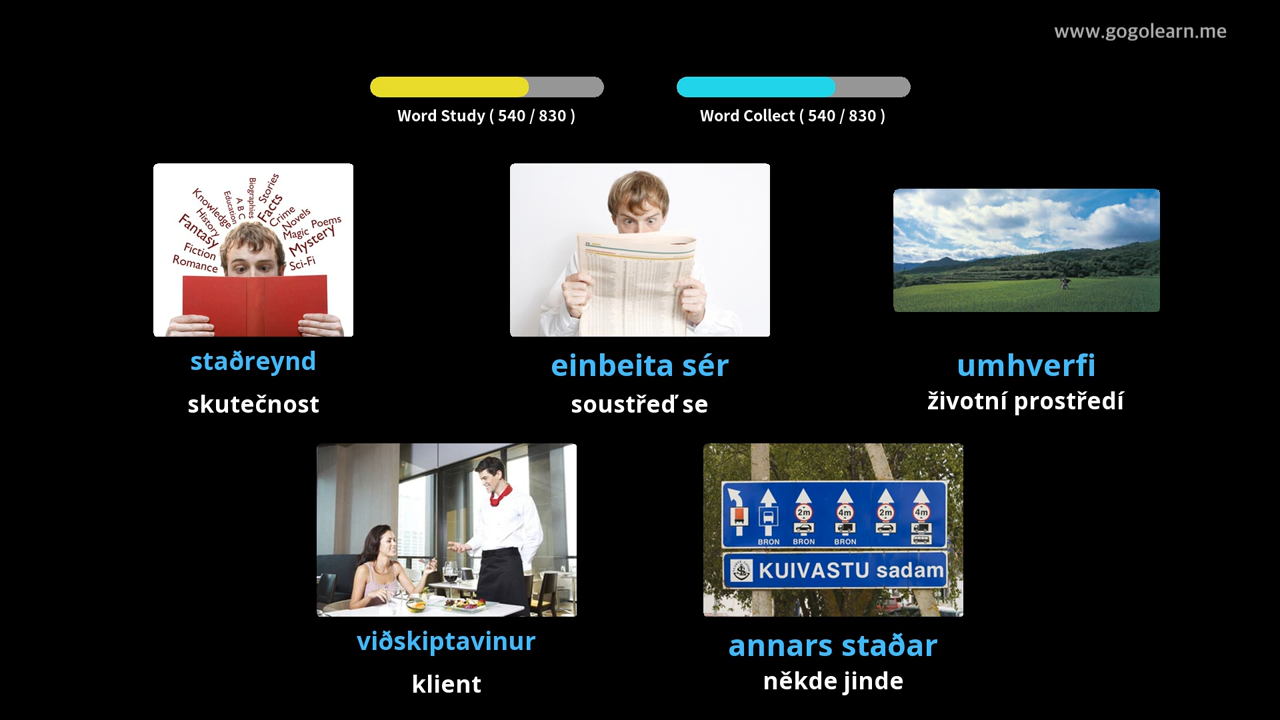 www.gogolearn.me
Word Study ( 540 / 830 )
Word Collect ( 540 / 830 )
Knowledge
History
Fantasy
Fiction
Romance
Education
A B C
Biographies
Stories
Facts
Crime
Novels
Magic
Poems
Mystery
Sci-Fi
staðreynd
skutečnost
einbeita sér
soustřeď se
umhverfi
životní prostředí
2m
4m
2m
4m
BRON
BRON
BRON
KUIVASTU sadam
viðskiptavinur
klient
annars staðar
někde jinde